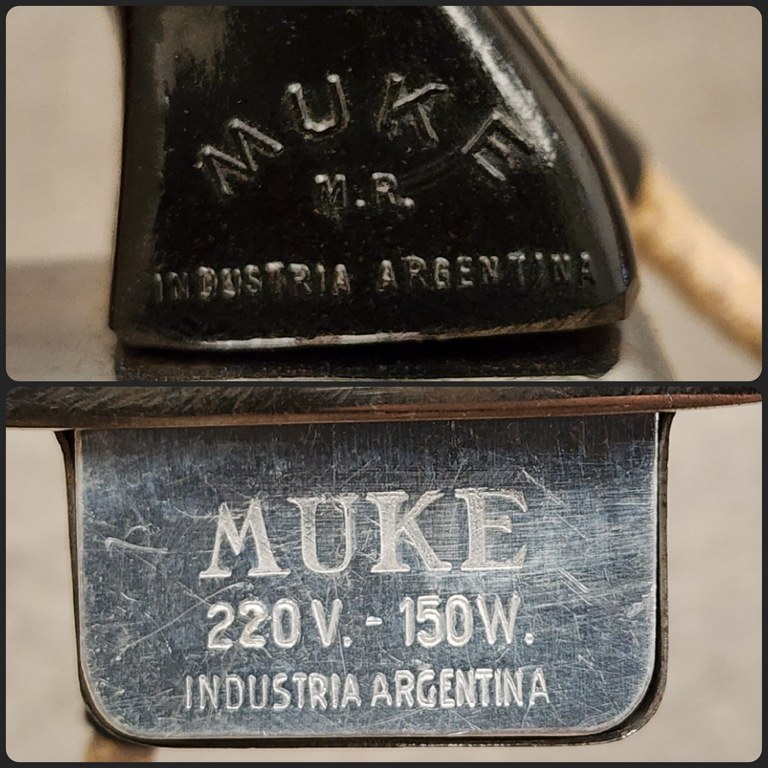 MUKE
M.R.
INDUSTRIA ARGENTINA
MUKE
220V.-150W.
INDUSTRIA ARGENTINA